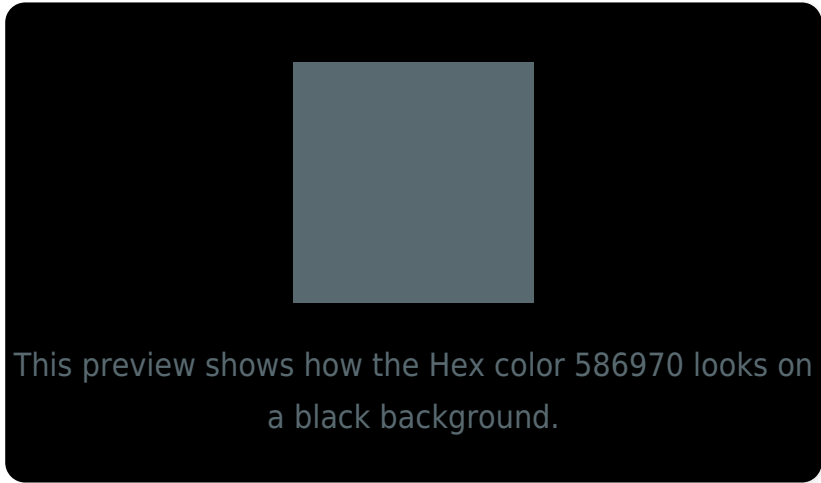 This preview shows how the Hex color 586970 looks on
a black background.